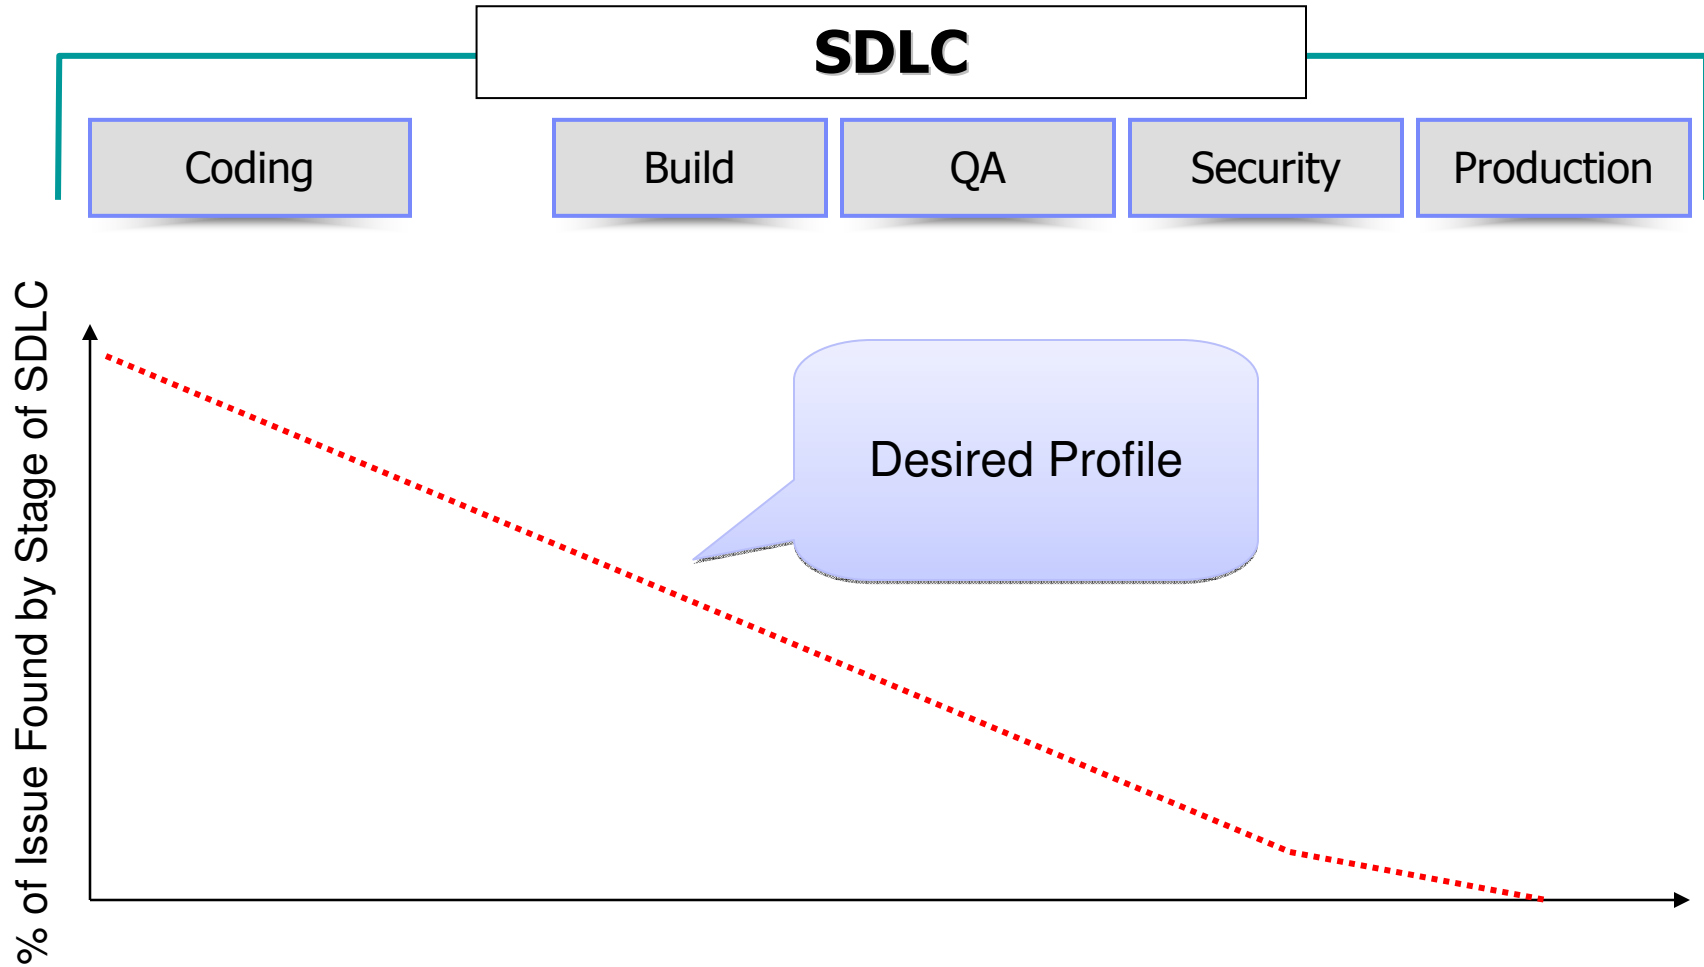 SDLC
Coding
Build
QA
Security
Production
% of Issue Found by Stage of SDLC
Desired Profile